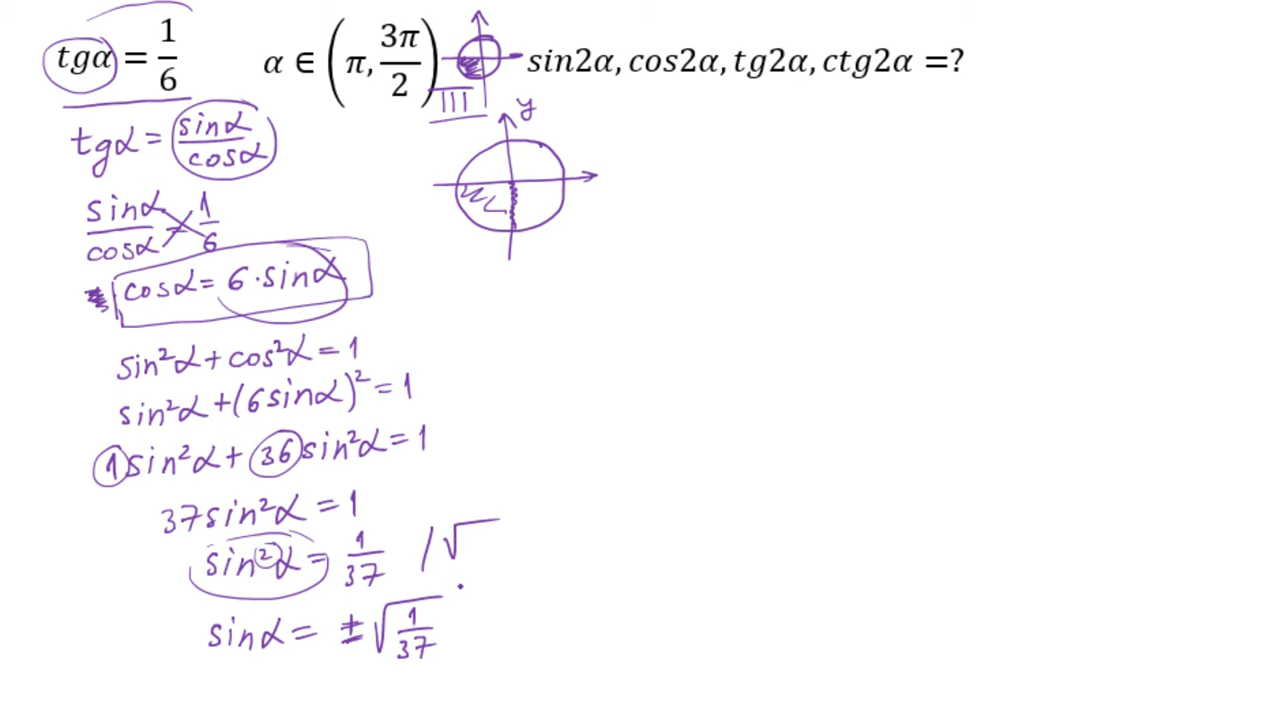 tgα = 1/6   α ∈ (π, 3π/2)   sin2α, cos2α, tg2α, ctg2α =?
III
y
tgα = sinα/cosα
sinα/cosα = 1/6
cosα = 6·sinα
sin²α + cos²α = 1
sin²α + (6sinα)² = 1
1sin²α + 36sin²α = 1
37sin²α = 1
sin²α = 1/37 /√
sinα = ±√(1/37)